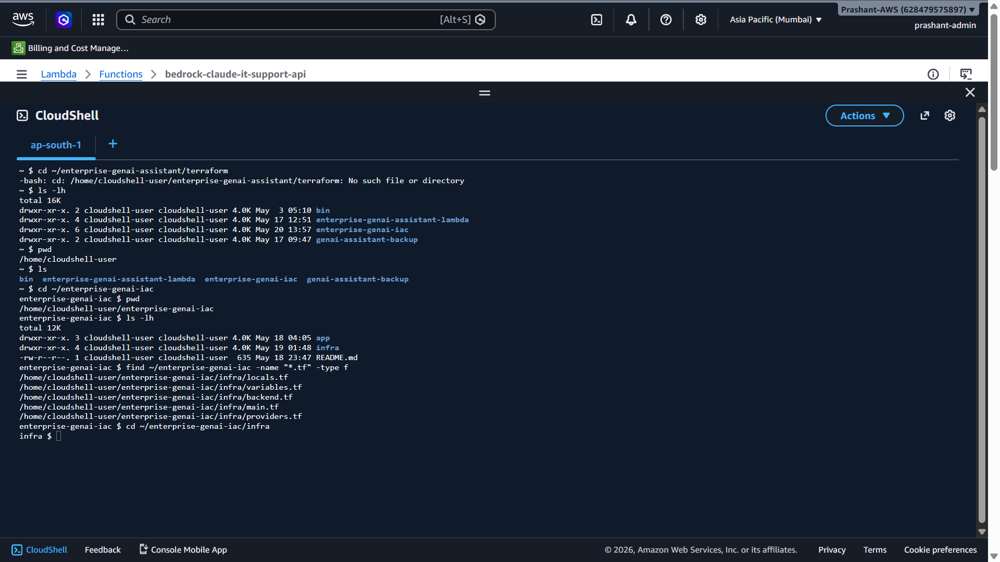 aws
Search
[Alt+S]
Asia Pacific (Mumbai) ▼
Prashant-AWS (628479575897) ▼
prashant-admin
Billing and Cost Manage…
Lambda
Functions
bedrock-claude-it-support-api
CloudShell
Actions ▼
ap-south-1
+
~ $ cd ~/enterprise-genai-assistant/terraform
-bash: cd: /home/cloudshell-user/enterprise-genai-assistant/terraform: No such file or directory
~ $ ls -lh
total 16K
drwxr-xr-x. 2 cloudshell-user cloudshell-user 4.0K May  3 05:10 bin
drwxr-xr-x. 4 cloudshell-user cloudshell-user 4.0K May 17 12:51 enterprise-genai-assistant-lambda
drwxr-xr-x. 6 cloudshell-user cloudshell-user 4.0K May 20 13:57 enterprise-genai-iac
drwxr-xr-x. 2 cloudshell-user cloudshell-user 4.0K May 17 09:47 genai-assistant-backup
~ $ pwd
/home/cloudshell-user
~ $ ls
bin  enterprise-genai-assistant-lambda  enterprise-genai-iac  genai-assistant-backup
~ $ cd ~/enterprise-genai-iac
enterprise-genai-iac $ pwd
/home/cloudshell-user/enterprise-genai-iac
enterprise-genai-iac $ ls -lh
total 12K
drwxr-xr-x. 3 cloudshell-user cloudshell-user 4.0K May 18 04:05 app
drwxr-xr-x. 4 cloudshell-user cloudshell-user 4.0K May 19 01:48 infra
-rw-r--r--. 1 cloudshell-user cloudshell-user  635 May 18 23:47 README.md
enterprise-genai-iac $ find ~/enterprise-genai-iac -name "*.tf" -type f
/home/cloudshell-user/enterprise-genai-iac/infra/locals.tf
/home/cloudshell-user/enterprise-genai-iac/infra/variables.tf
/home/cloudshell-user/enterprise-genai-iac/infra/backend.tf
/home/cloudshell-user/enterprise-genai-iac/infra/main.tf
/home/cloudshell-user/enterprise-genai-iac/infra/providers.tf
enterprise-genai-iac $ cd ~/enterprise-genai-iac/infra
infra $
CloudShell
Feedback
Console Mobile App
© 2026, Amazon Web Services, Inc. or its affiliates.
Privacy
Terms
Cookie preferences